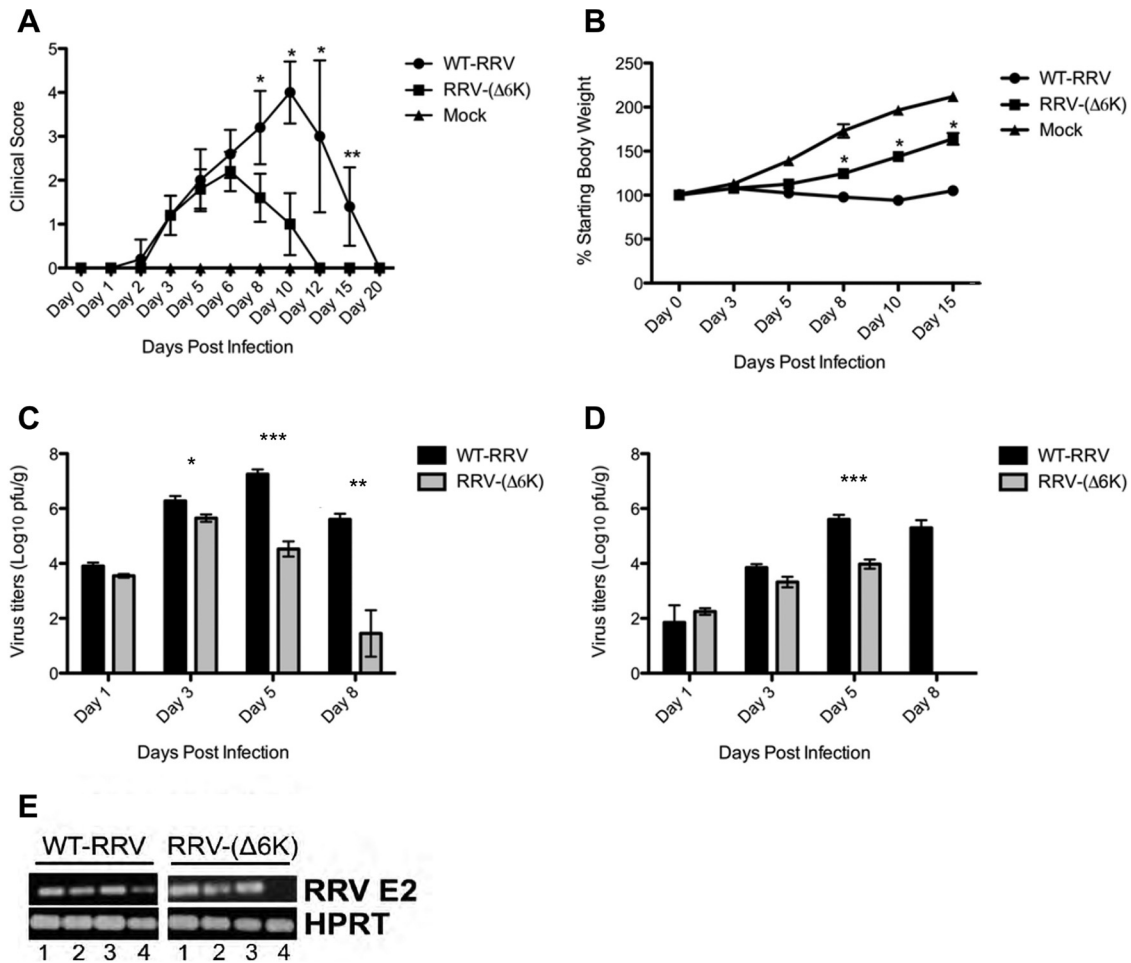 A
Clinical Score
5
4
3
2
1
0
* * *
**
WT-RRV
RRV-(Δ6K)
Mock
Day 0 Day 1 Day 2 Day 3 Day 5 Day 6 Day 8 Day 10 Day 12 Day 15 Day 20
Days Post Infection
B
% Starting Body Weight
250
200
150
100
50
0
* * *
WT-RRV
RRV-(Δ6K)
Mock
Day 0 Day 3 Day 5 Day 8 Day 10 Day 15
Days Post Infection
C
Virus titers (Log10 pfu/g)
8
6
4
2
0
* *** **
WT-RRV
RRV-(Δ6K)
Day 1 Day 3 Day 5 Day 8
Days Post Infection
D
Virus titers (Log10 pfu/g)
8
6
4
2
0
***
WT-RRV
RRV-(Δ6K)
Day 1 Day 3 Day 5 Day 8
Days Post Infection
E
WT-RRV RRV-(Δ6K)
RRV E2
HPRT
1 2 3 4 1 2 3 4